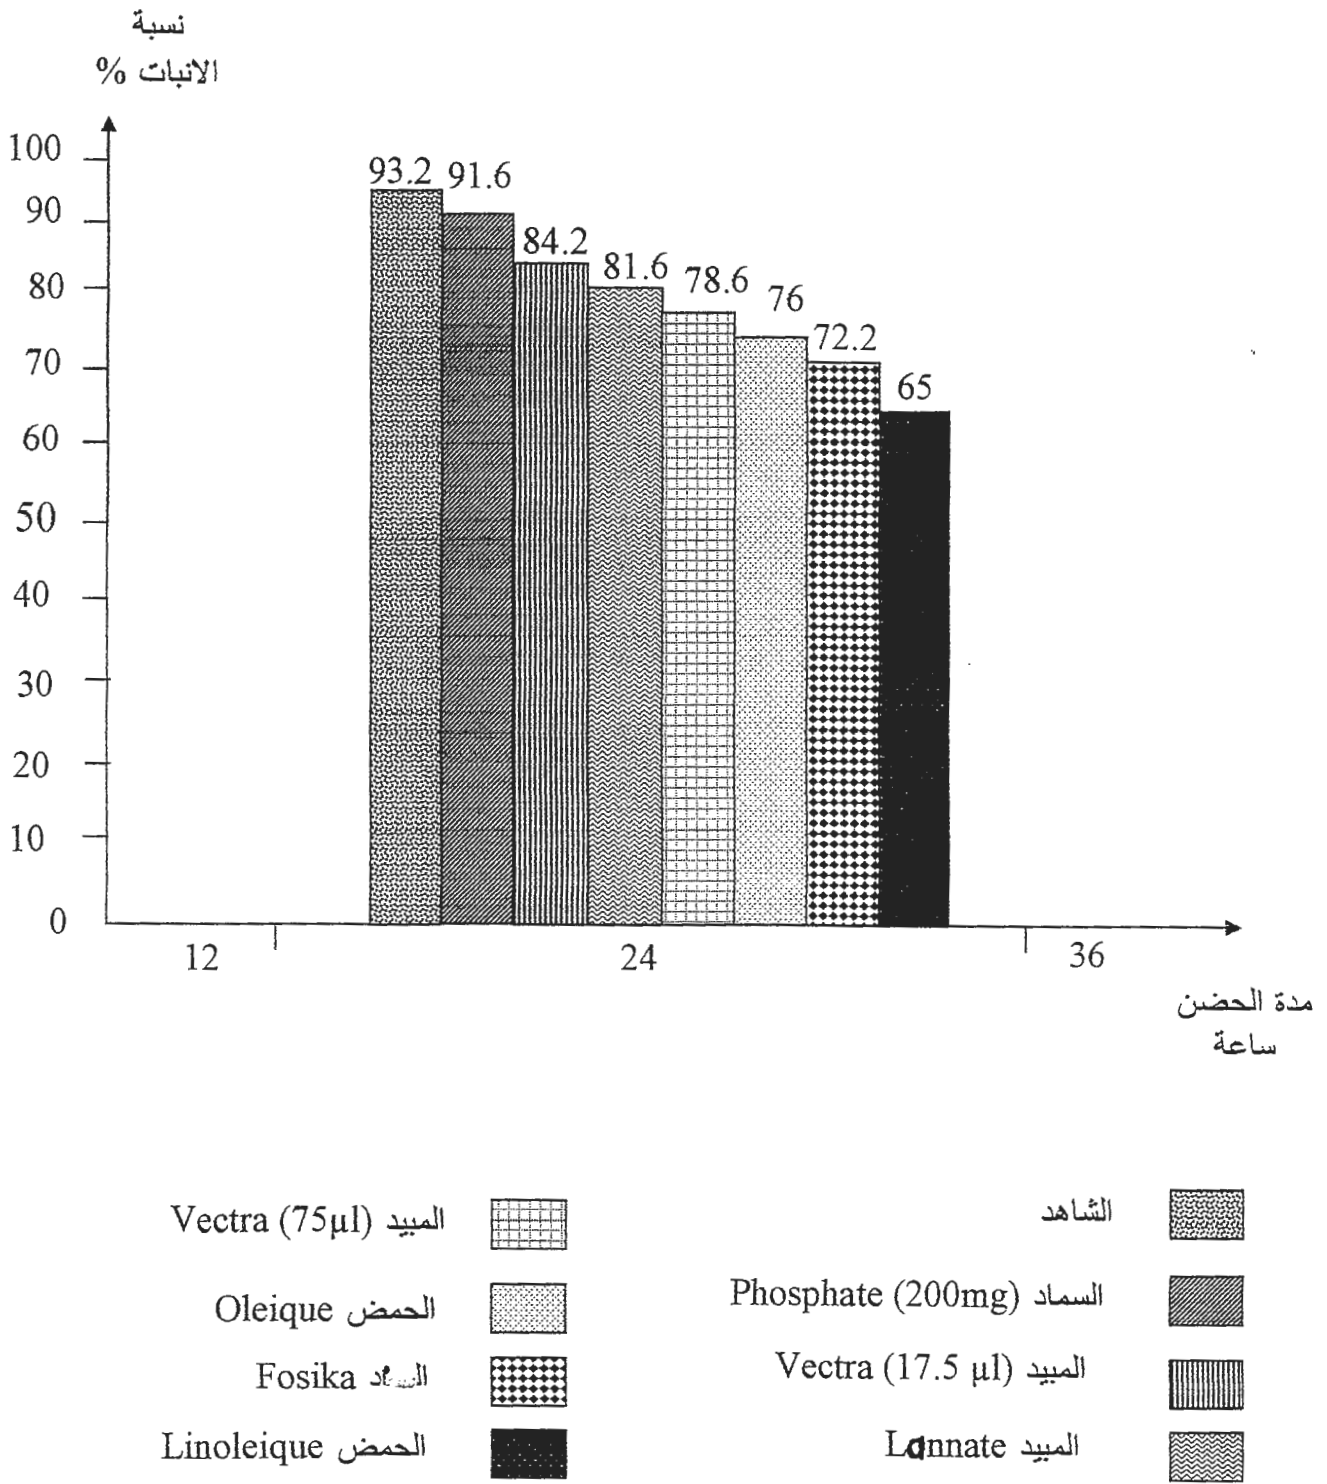 نسبة
الانبات %
100
90
80
70
60
50
40
30
20
10
0
93.2
91.6
84.2
81.6
78.6
76
72.2
65
12
24
36
مدة الحضن
ساعة
الشاهد
السماد Phosphate (200mg)
المبيد Vectra (17.5 µl)
المبيد Lannate
المبيد Vectra (75µl)
الحمض Oleique
Fosika
الحمض Linoleique